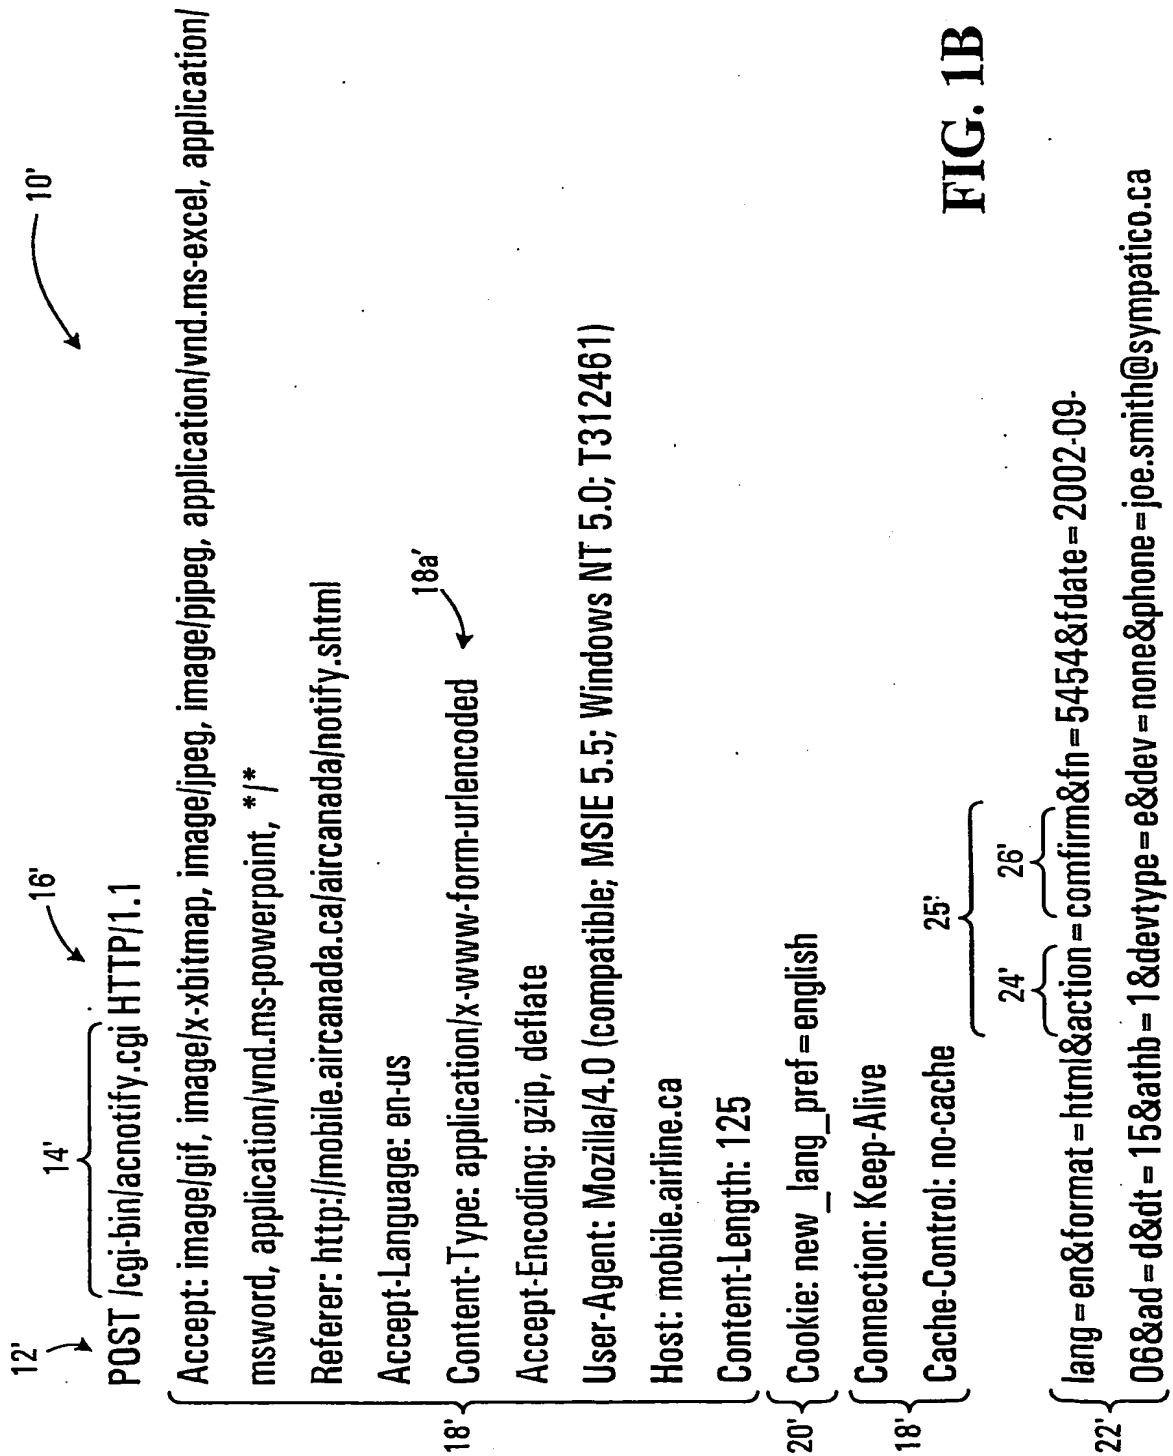 10'
12'
14'
16'
POST /cgi-bin/acnotify.cgi HTTP/1.1
Accept: image/gif, image/x-xbitmap, image/jpeg, image/pjpeg, application/vnd.ms-excel, application/
msword, application/vnd.ms-powerpoint, */*
Referer: http://mobile.aircanada.ca/aircanada/notify.shtml
Accept-Language: en-us
18a'
Content-Type: application/x-www-form-urlencoded
Accept-Encoding: gzip, deflate
User-Agent: Mozilla/4.0 (compatible; MSIE 5.5; Windows NT 5.0; T312461)
Host: mobile.airline.ca
Content-Length: 125
18'
20'
Cookie: new_lang_pref=english
18'
Connection: Keep-Alive
Cache-Control: no-cache
25'
24'
26'
22'
lang=en&format=html&action=comfirm&fn=5454&fdate=2002-09-
06&ad=d&dt=15&athb=1&devtype=e&dev=none&phone=joe.smith@sympatico.ca
FIG. 1B